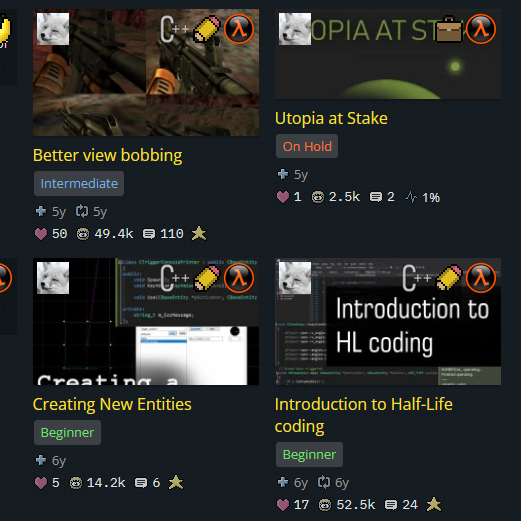 C++
Better view bobbing
Intermediate
5y 5y
50 49.4k 110
OPIA AT ST
Utopia at Stake
On Hold
5y
1 2.5k 2 1%
C++
Creating a
Creating New Entities
Beginner
6y
5 14.2k 6
C++
Introduction to
HL coding
Introduction to Half-Life
coding
Beginner
6y 6y
17 52.5k 24